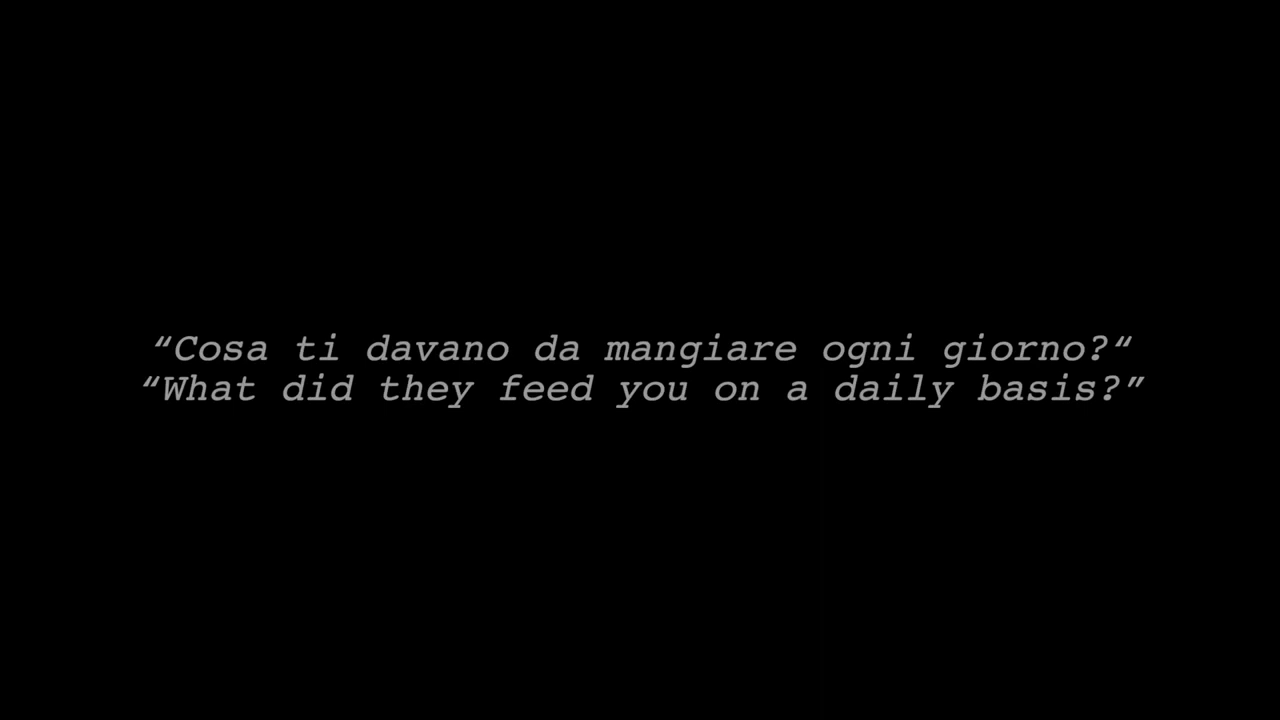 “Cosa ti davano da mangiare ogni giorno?“
“What did they feed you on a daily basis?”